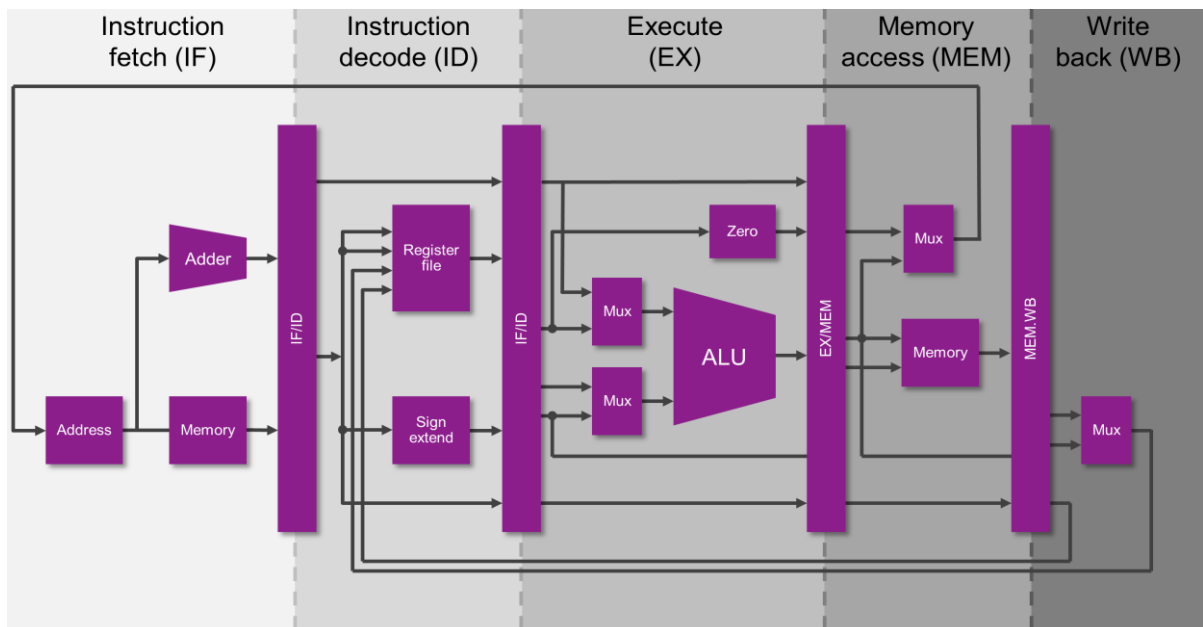 Instruction
fetch (IF)
Instruction
decode (ID)
Execute
(EX)
Memory
access (MEM)
Write
back (WB)
Adder
Address
Memory
IF/ID
Register
file
Sign
extend
IF/ID
Zero
Mux
Mux
ALU
EX/MEM
Mux
Memory
MEM.WB
Mux